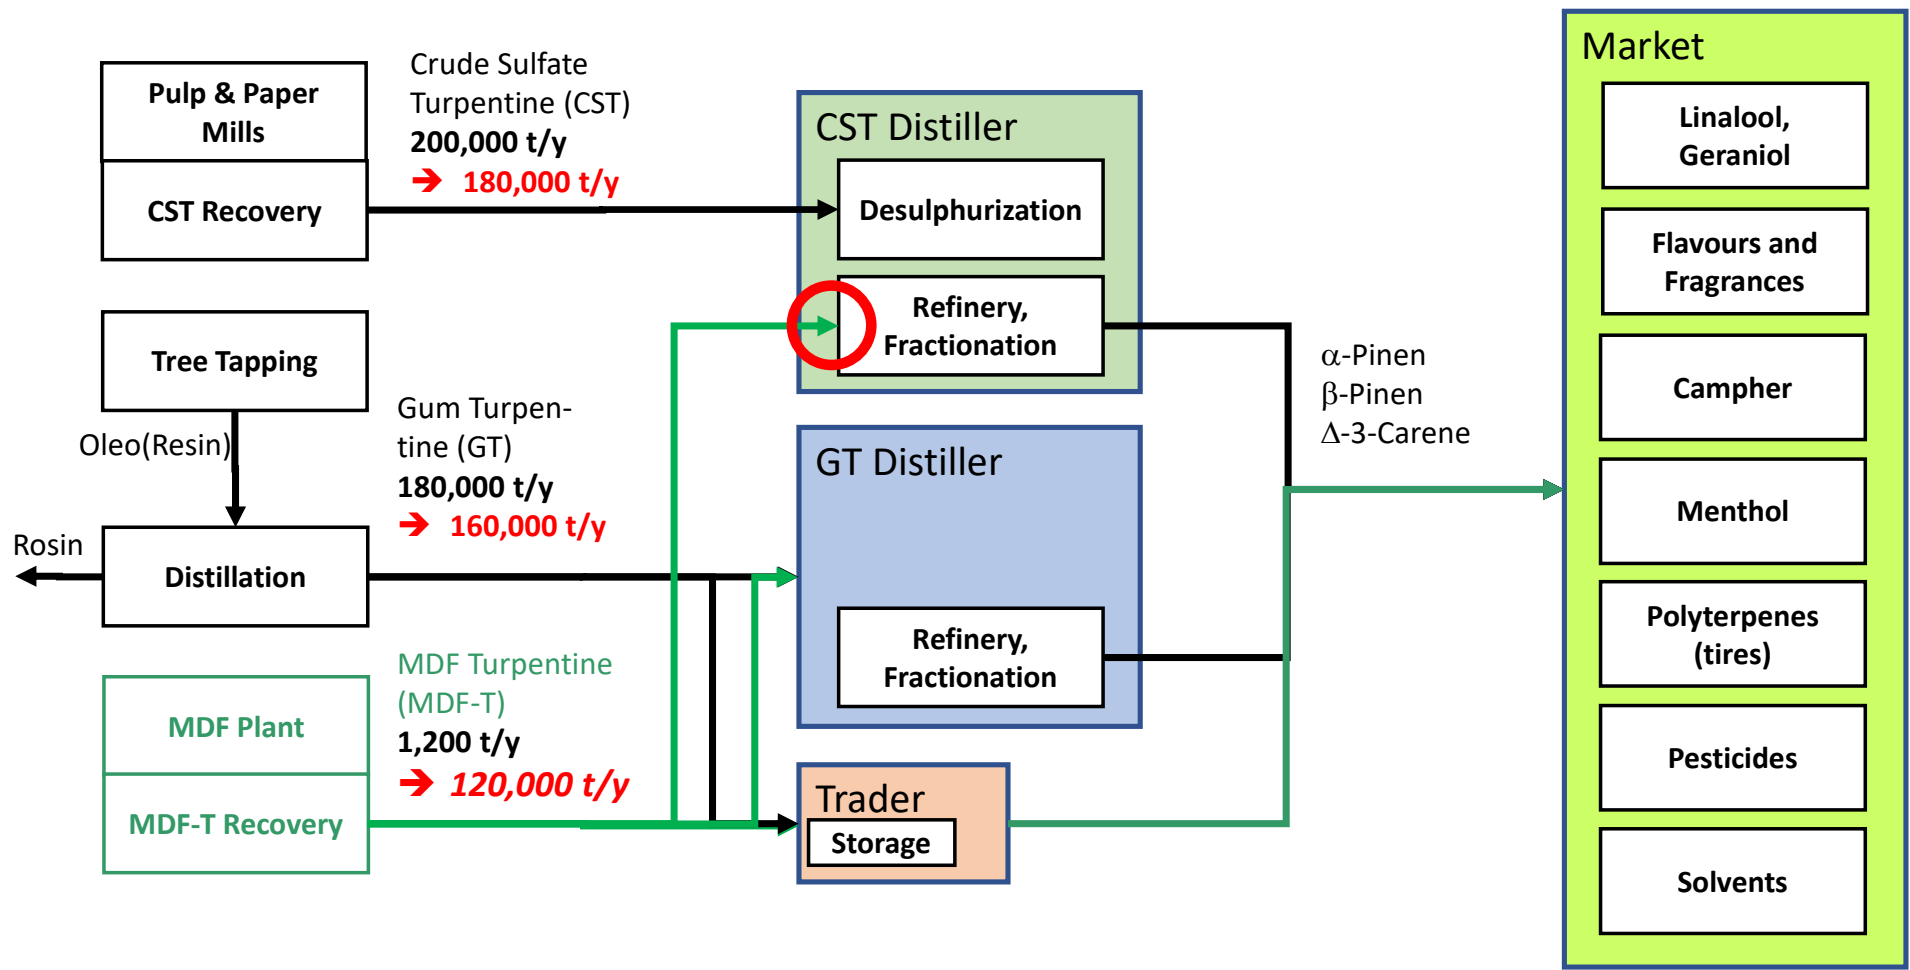 Pulp & Paper
Mills
CST Recovery
Crude Sulfate
Turpentine (CST)
200,000 t/y
➔ 180,000 t/y
Tree Tapping
Oleo(Resin)
Rosin
Distillation
Gum Turpen-
tine (GT)
180,000 t/y
➔ 160,000 t/y
MDF Plant
MDF-T Recovery
MDF Turpentine
(MDF-T)
1,200 t/y
➔ 120,000 t/y
CST Distiller
Desulphurization
Refinery,
Fractionation
GT Distiller
Refinery,
Fractionation
Trader
Storage
α-Pinen
β-Pinen
Δ-3-Carene
Market
Linalool,
Geraniol
Flavours and
Fragrances
Campher
Menthol
Polyterpenes
(tires)
Pesticides
Solvents